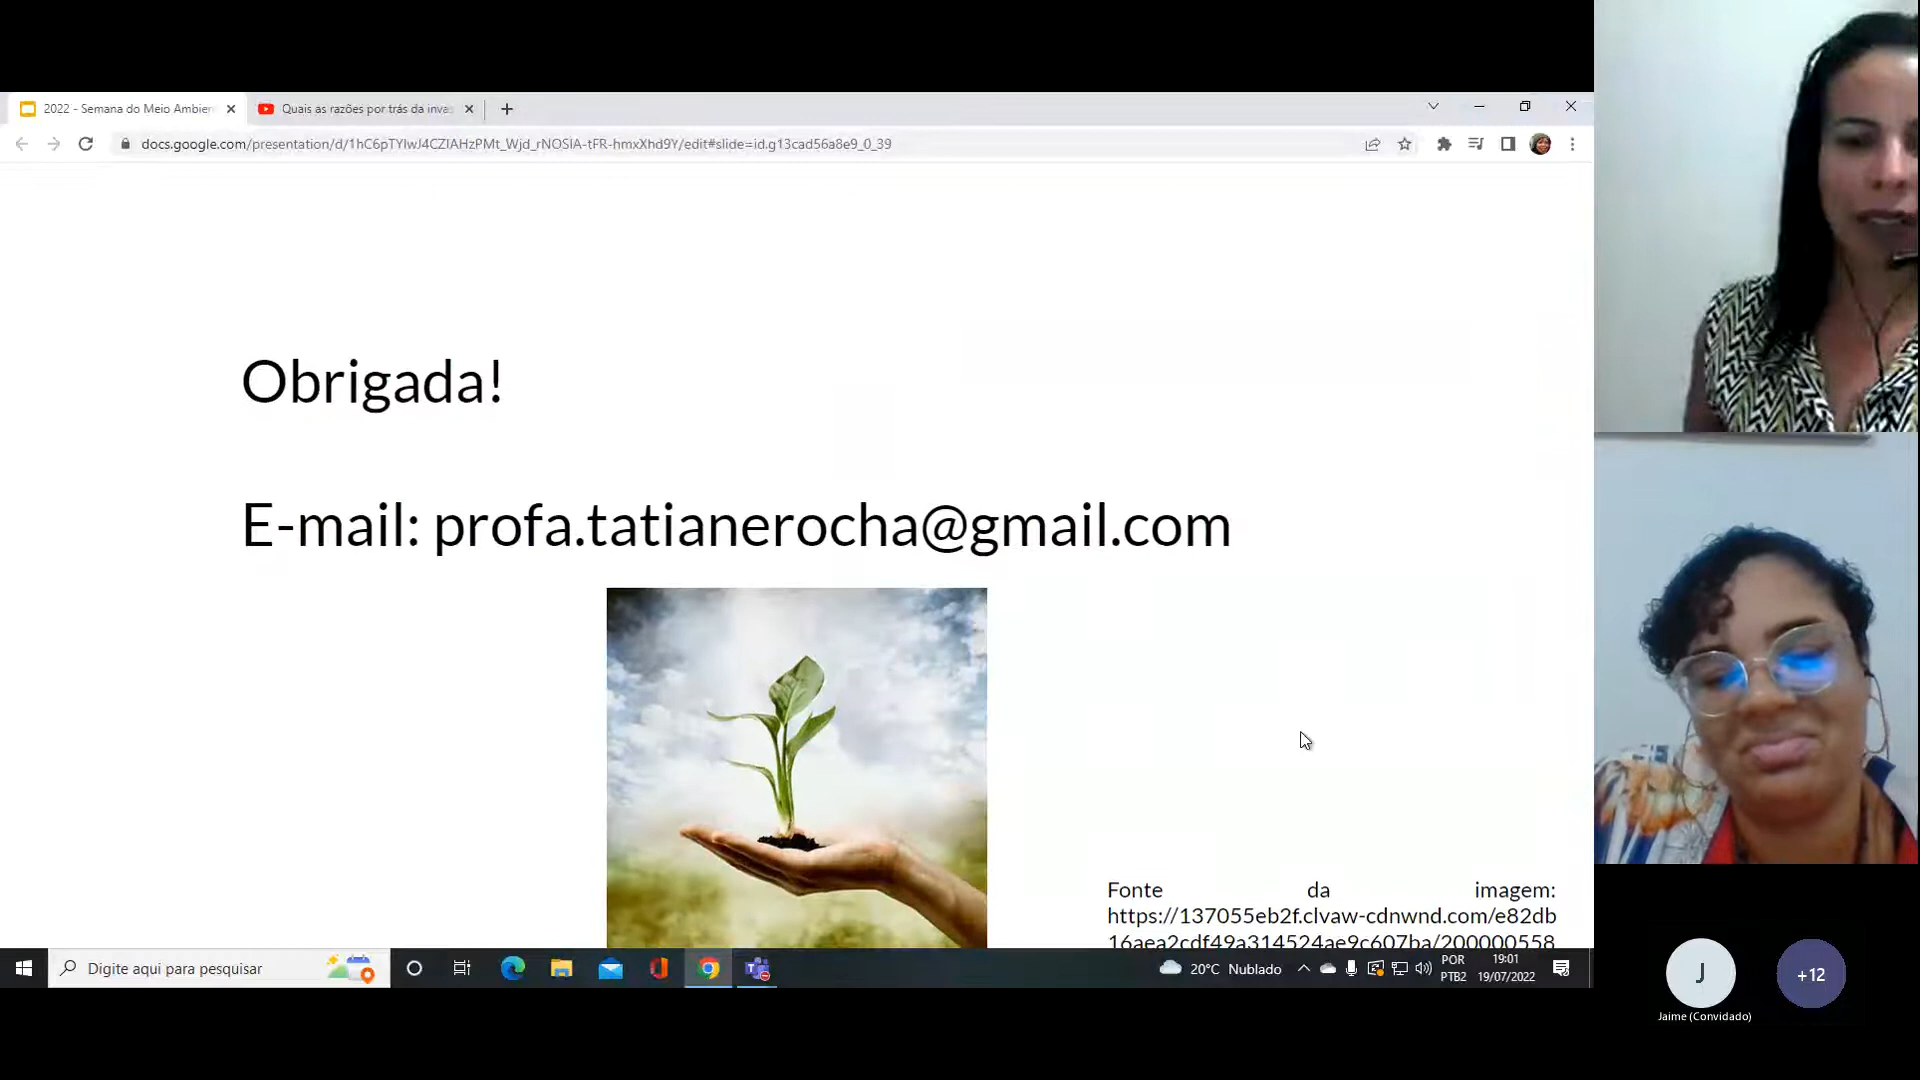 2022 - Semana do Meio Ambien
Quais as razões por trás da inva
docs.google.com/presentation/d/1hC6pTYIwJ4CZIAHzPMt_Wjd_rNOSIA-tFR-hmxXhd9Y/edit#slide=id.g13cad56a8e9_0_39
Obrigada!
E-mail: profa.tatianerocha@gmail.com
Fonte da imagem:
https://137055eb2f.clvaw-cdnwnd.com/e82db
16aea2cdf49a314524ae9c607ba/200000558
Digite aqui para pesquisar
20°C Nublado
POR
PTB2
19:01
19/07/2022
J
+12
Jaime (Convidado)